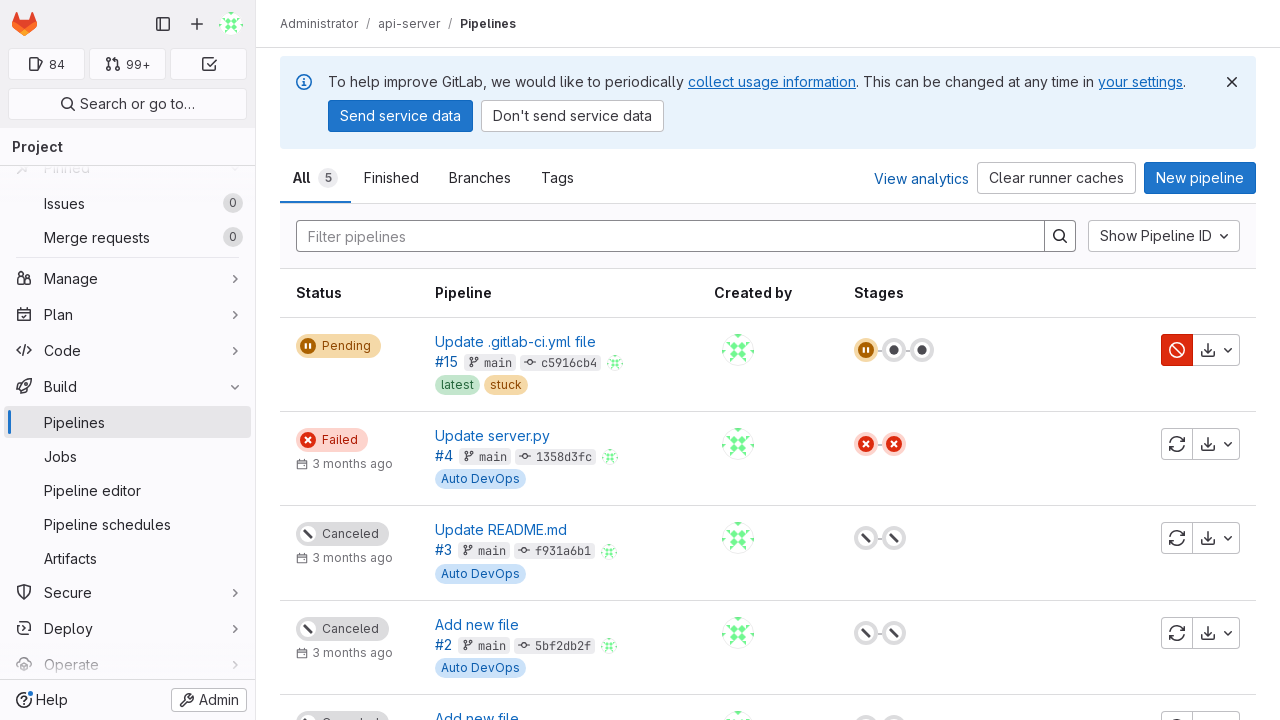 Administrator / api-server / Pipelines
84
99+
Search or go to…
Project
Pinned
Issues 0
Merge requests 0
Manage
Plan
Code
Build
Pipelines
Jobs
Pipeline editor
Pipeline schedules
Artifacts
Secure
Deploy
Operate
Help
Admin
To help improve GitLab, we would like to periodically collect usage information. This can be changed at any time in your settings.
Send service data Don't send service data
All 5 Finished Branches Tags View analytics Clear runner caches New pipeline
Filter pipelines Show Pipeline ID
Status Pipeline Created by Stages
Pending Update .gitlab-ci.yml file
#15 main c5916cb4
latest stuck
Failed Update server.py
3 months ago #4 main 1358d3fc
Auto DevOps
Canceled Update README.md
3 months ago #3 main f931a6b1
Auto DevOps
Canceled Add new file
3 months ago #2 main 5bf2db2f
Auto DevOps
Canceled Add new file